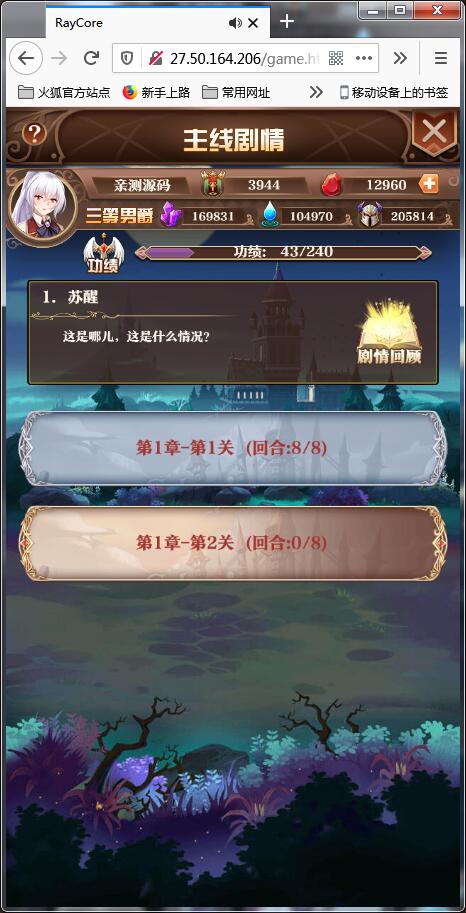 RayCore
27.50.164.206/game.ht
火狐官方站点 新手上路 常用网址 移动设备上的书签
?
主线剧情
亲测源码 3944 12960
三等男爵 169831 104970 205814
功绩 功绩: 43/240
1. 苏醒
这是哪儿，这是什么情况?
剧情回顾
第1章-第1关 (回合:8/8)
第1章-第2关 (回合:0/8)